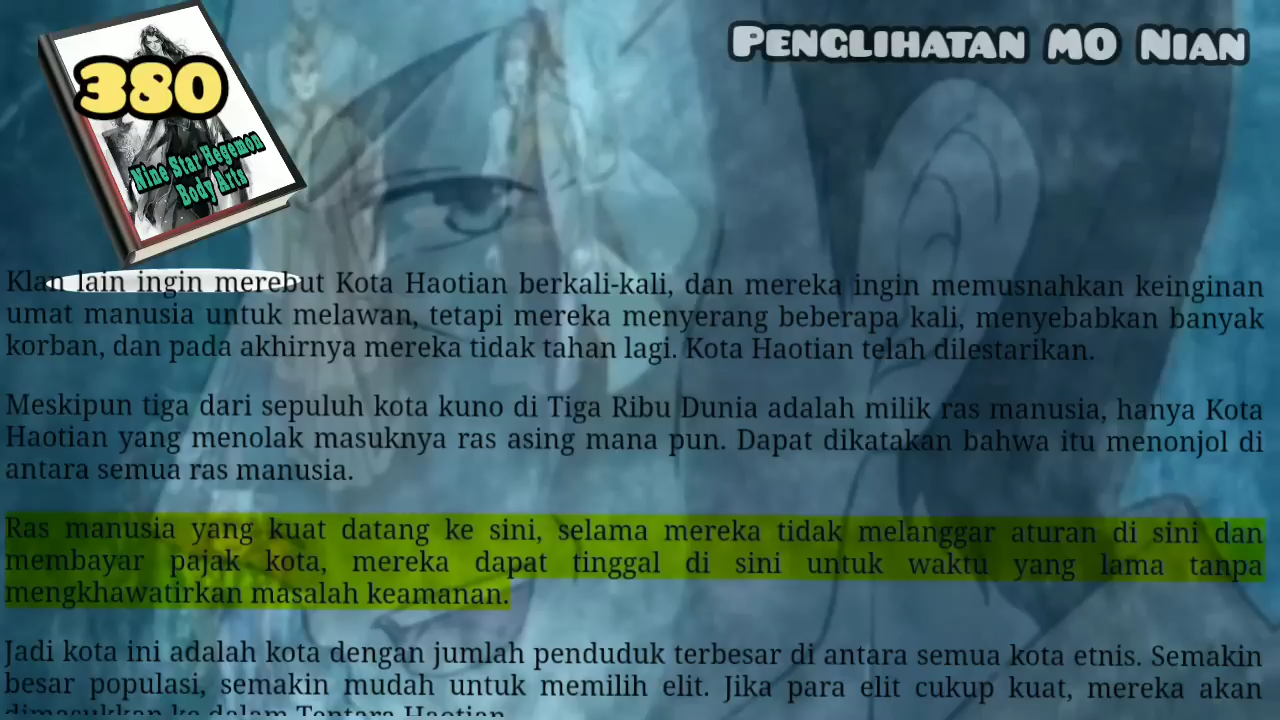 380
Nine Star Hegemon
Body Arts
Penglihatan MO Nian
Klan lain ingin merebut Kota Haotian berkali-kali, dan mereka ingin memusnahkan keinginan
umat manusia untuk melawan, tetapi mereka menyerang beberapa kali, menyebabkan banyak
korban, dan pada akhirnya mereka tidak tahan lagi. Kota Haotian telah dilestarikan.
Meskipun tiga dari sepuluh kota kuno di Tiga Ribu Dunia adalah milik ras manusia, hanya Kota
Haotian yang menolak masuknya ras asing mana pun. Dapat dikatakan bahwa itu menonjol di
antara semua ras manusia.
Ras manusia yang kuat datang ke sini, selama mereka tidak melanggar aturan di sini dan
membayar pajak kota, mereka dapat tinggal di sini untuk waktu yang lama tanpa
mengkhawatirkan masalah keamanan.
Jadi kota ini adalah kota dengan jumlah penduduk terbesar di antara semua kota etnis. Semakin
besar populasi, semakin mudah untuk memilih elit. Jika para elit cukup kuat, mereka akan
dimasukkan ke dalam Tentara Haotian.